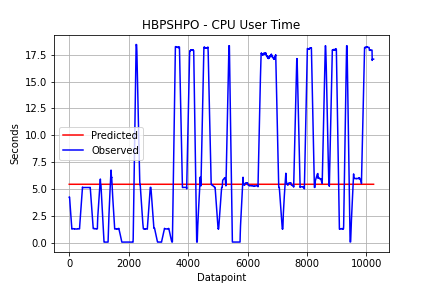 HBPSHPO - CPU User Time
17.5
15.0
12.5
10.0
7.5
5.0
2.5
0.0
Seconds
Predicted
Observed
0 2000 4000 6000 8000 10000
Datapoint